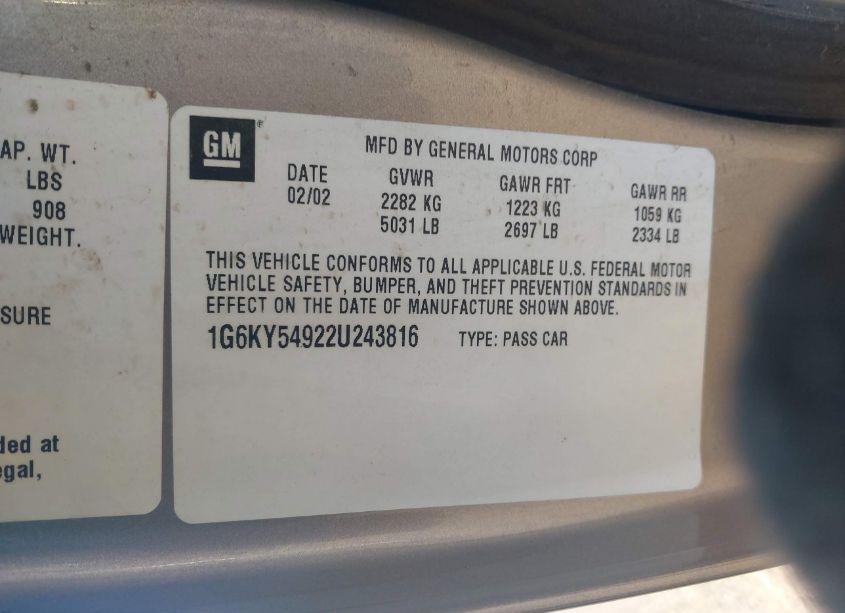 AP. WT.
LBS
908
WEIGHT.
SURE
ded at
egal,
GM
MFD BY GENERAL MOTORS CORP
DATE GVWR GAWR FRT GAWR RR
02/02 2282 KG 1223 KG 1059 KG
5031 LB 2697 LB 2334 LB
THIS VEHICLE CONFORMS TO ALL APPLICABLE U.S. FEDERAL MOTOR
VEHICLE SAFETY, BUMPER, AND THEFT PREVENTION STANDARDS IN
EFFECT ON THE DATE OF MANUFACTURE SHOWN ABOVE.
1G6KY54922U243816 TYPE: PASS CAR